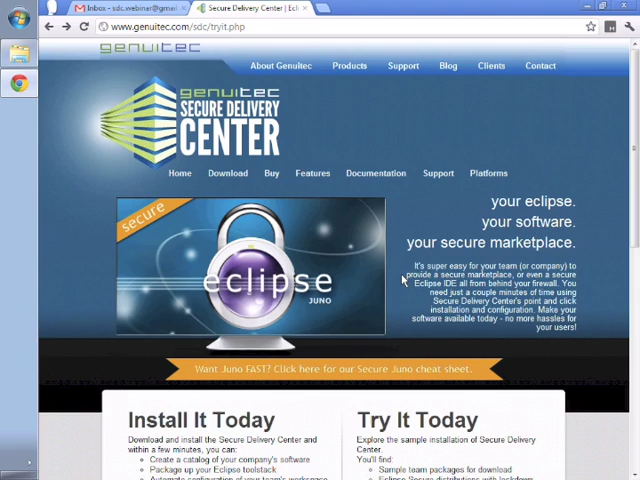 Inbox - sdc.webinar@gmail
Secure Delivery Center | Ecli
www.genuitec.com/sdc/tryit.php
genuitec
About Genuitec Products Support Blog Clients Contact
genuitec
SECURE DELIVERY
CENTER
Home Download Buy Features Documentation Support Platforms
secure
eclipse
JUNO
your eclipse.
your software.
your secure marketplace.
It's super easy for your team (or company) to
provide a secure marketplace, or even a secure
Eclipse IDE all from behind your firewall. You
need just a couple minutes of time using
Secure Delivery Center's point and click
installation and configuration. Make your
software available today - no more hassles for
your users!
Want Juno FAST? Click here for our Secure Juno cheat sheet.
Install It Today
Download and install the Secure Delivery Center and
within a few minutes, you can:
Create a catalog of your company's software
Package up your Eclipse toolstack
Automate configuration of your team's workspace
Try It Today
Explore the sample installation of Secure Delivery
Center.
You'll find:
Sample team packages for download
Eclipse Secure distributions with lockdown